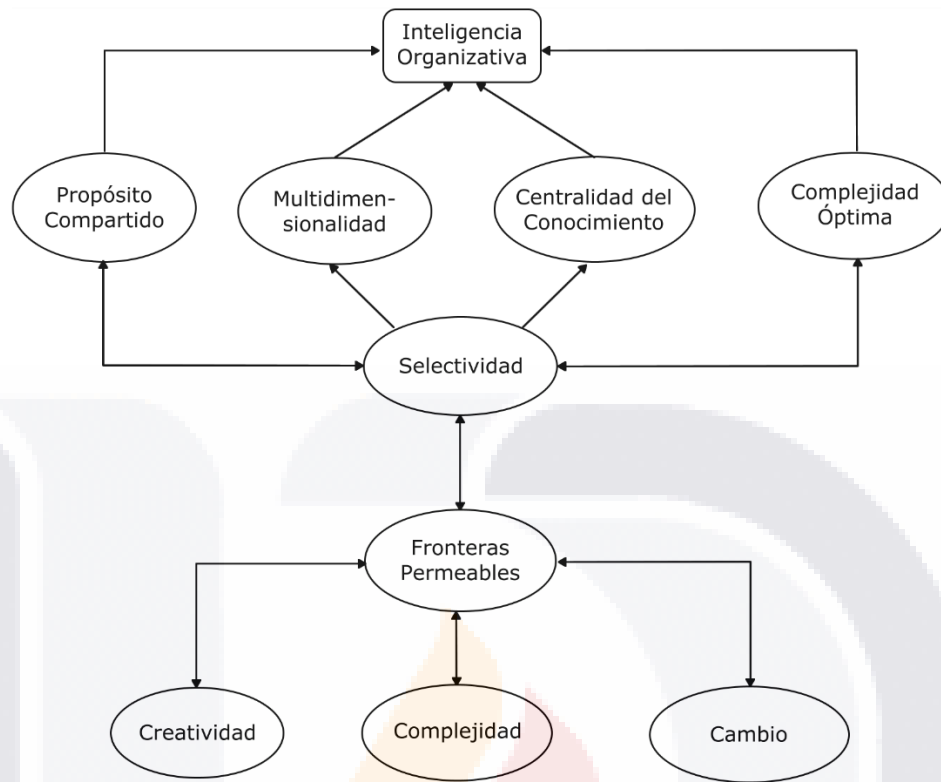 Inteligencia
Organizativa
Propósito
Compartido
Multidimen-
sionalidad
Centralidad del
Conocimiento
Complejidad
Óptima
Selectividad
Fronteras
Permeables
Creatividad
Complejidad
Cambio